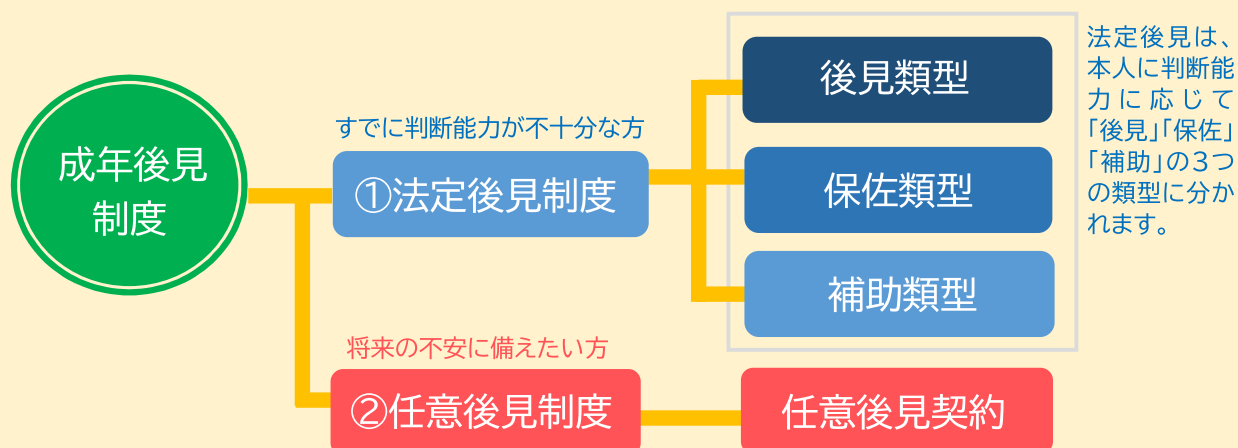 成年後見
制度
すでに判断能力が不十分な方
①法定後見制度
後見類型
保佐類型
補助類型
法定後見は、
本人に判断能
力に応じて
「後見」「保佐」
「補助」の3つ
の類型に分か
れます。
将来の不安に備えたい方
②任意後見制度
任意後見契約